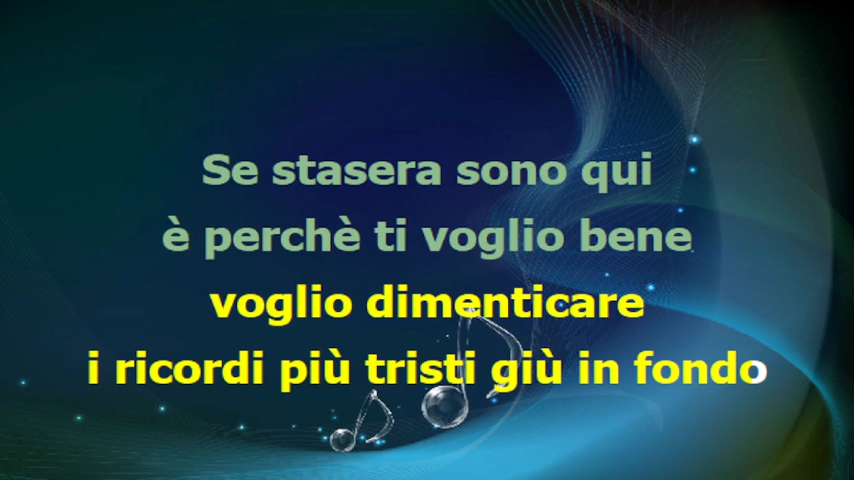 Se stasera sono qui
è perchè ti voglio bene
voglio dimenticare
i ricordi più tristi giù in fondo